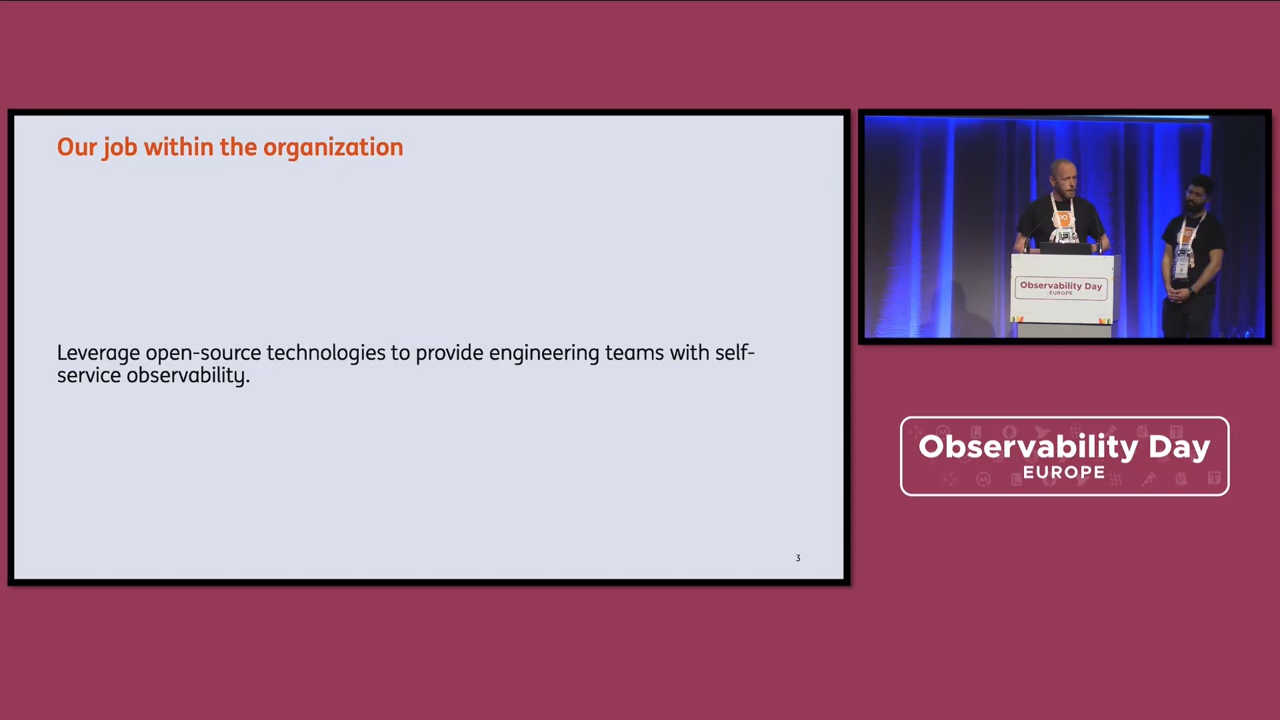 Our job within the organization
Leverage open-source technologies to provide engineering teams with self-
service observability.
3
Observability Day
EUROPE
Observability Day
EUROPE